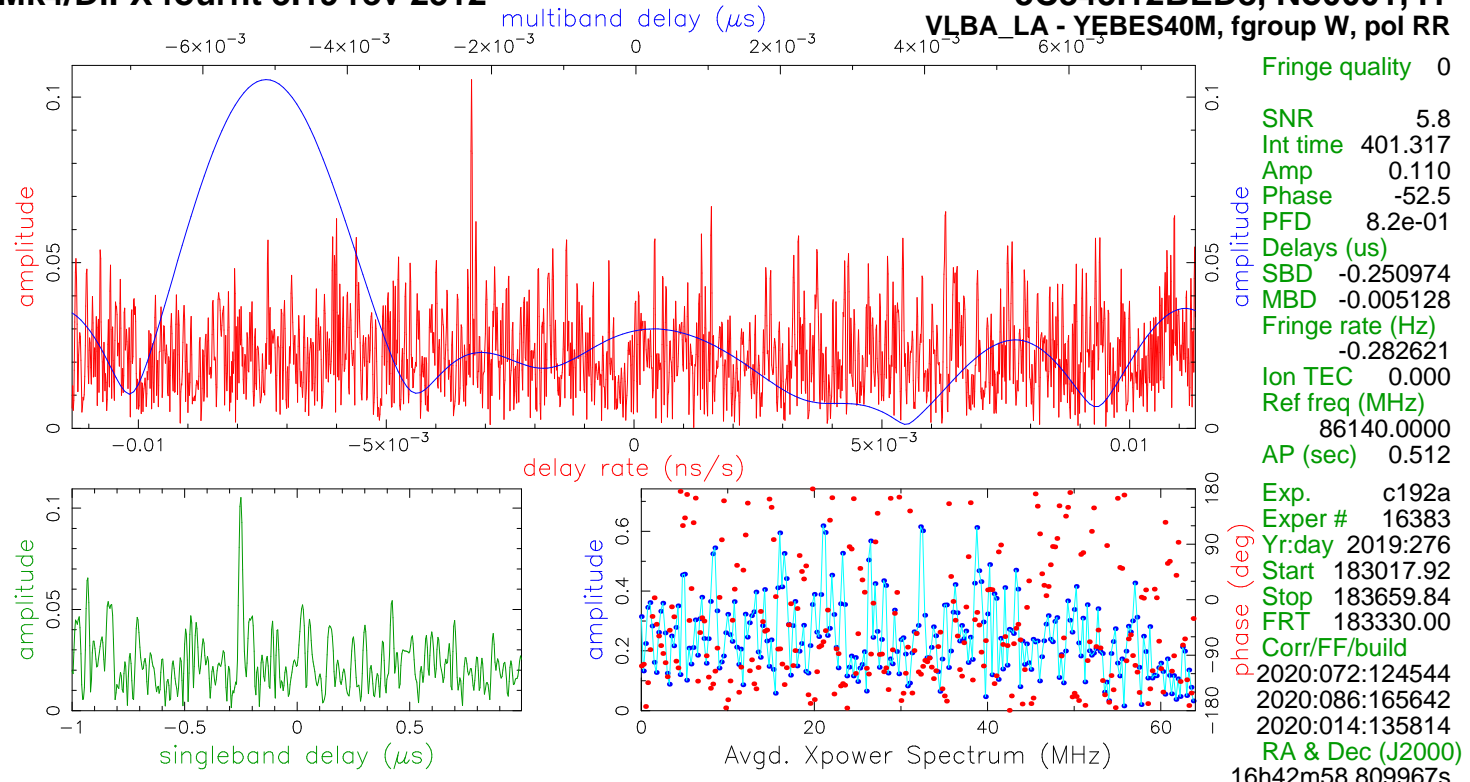 multiband delay (μs)
VLBA_LA - YEBES40M, fgroup W, pol RR
−6×10⁻³ −4×10⁻³ −2×10⁻³ 0 2×10⁻³ 4×10⁻³ 6×10⁻³
amplitude
0 0.05 0.1
amplitude
0 0.05 0.1
−0.01 −5×10⁻³ 0 5×10⁻³ 0.01
delay rate (ns/s)
amplitude
0 0.05 0.1
−1 −0.5 0 0.5
singleband delay (μs)
amplitude
0 0.2 0.4 0.6
phase (deg)
−180 −90 0 90 180
0 20 40 60
Avgd. Xpower Spectrum (MHz)
Fringe quality 0
SNR 5.8
Int time 401.317
Amp 0.110
Phase -52.5
PFD 8.2e-01
Delays (us)
SBD -0.250974
MBD -0.005128
Fringe rate (Hz)
-0.282621
Ion TEC 0.000
Ref freq (MHz)
86140.0000
AP (sec) 0.512
Exp. c192a
Exper # 16383
Yr:day 2019:276
Start 183017.92
Stop 183659.84
FRT 183330.00
Corr/FF/build
2020:072:124544
2020:086:165642
2020:014:135814
RA & Dec (J2000)
16h42m58.809967s